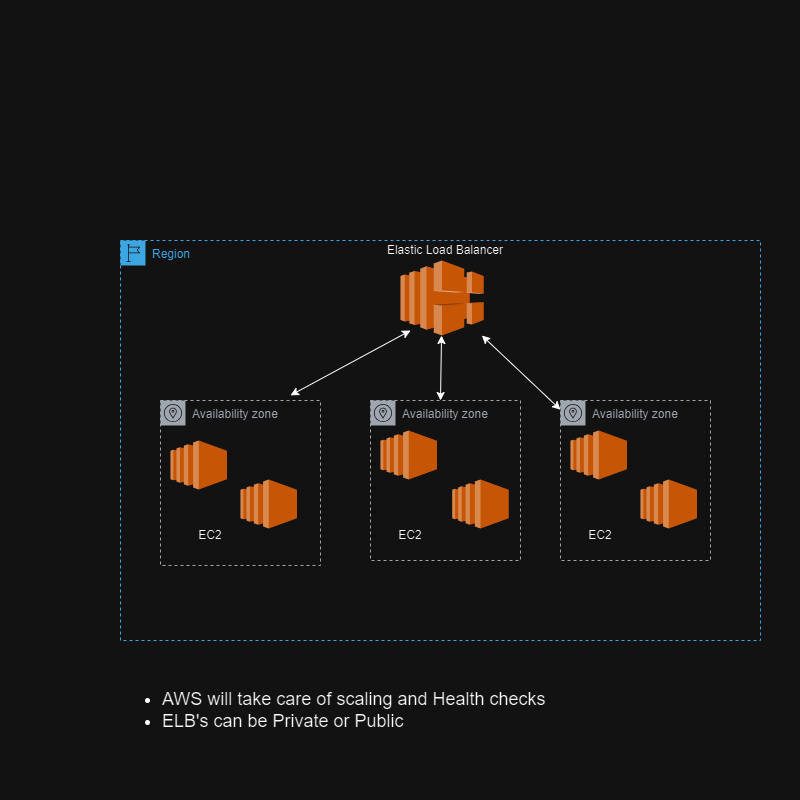 Elastic Load Balancer
Region
Availability zone
Availability zone
Availability zone
EC2
EC2
EC2
• AWS will take care of scaling and Health checks
• ELB's can be Private or Public